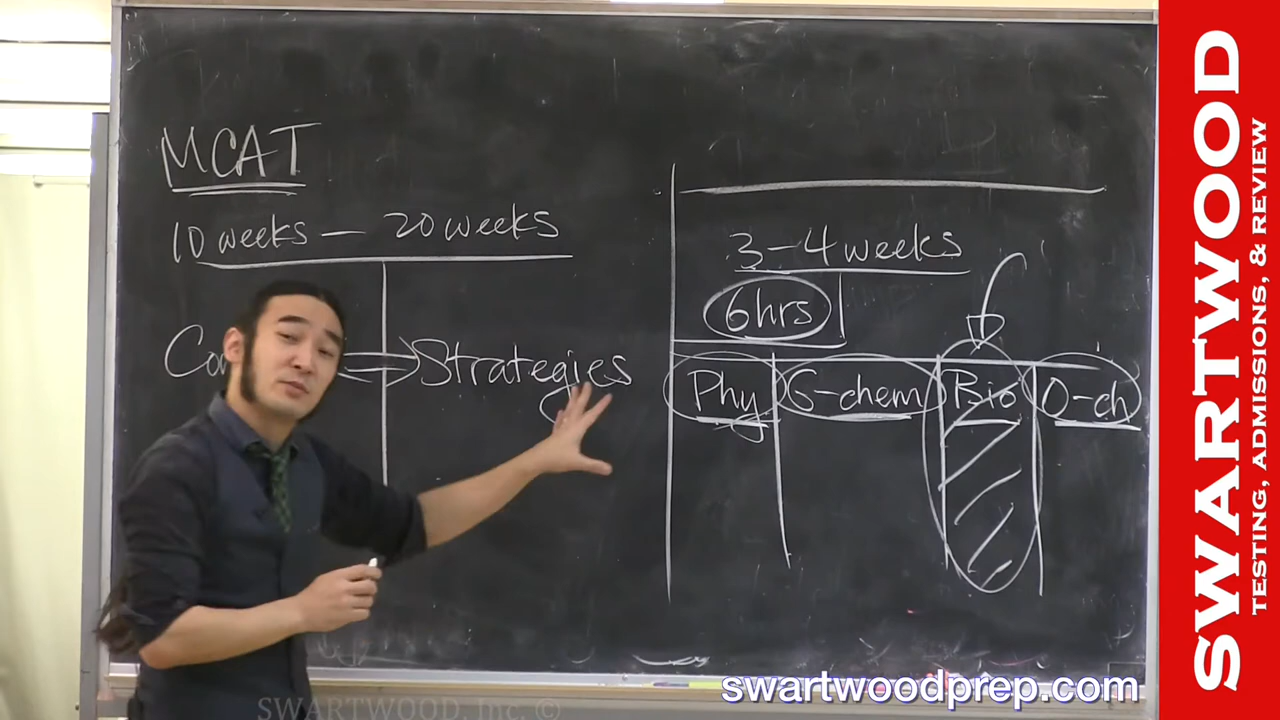 MCAT
10 weeks — 20 weeks
Strategies
3-4 weeks
6hrs
Phy G-chem Bio O-ch
SWARTWOOD
TESTING, ADMISSIONS, & REVIEW
swartwoodprep.com
SWARTWOOD, Inc. ©